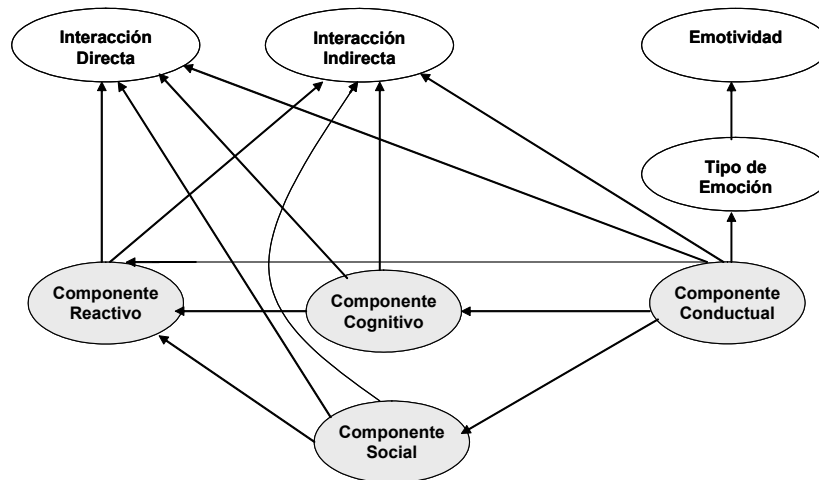 Interacción
Directa
Interacción
Indirecta
Emotividad
Tipo de
Emoción
Componente
Reactivo
Componente
Cognitivo
Componente
Conductual
Componente
Social